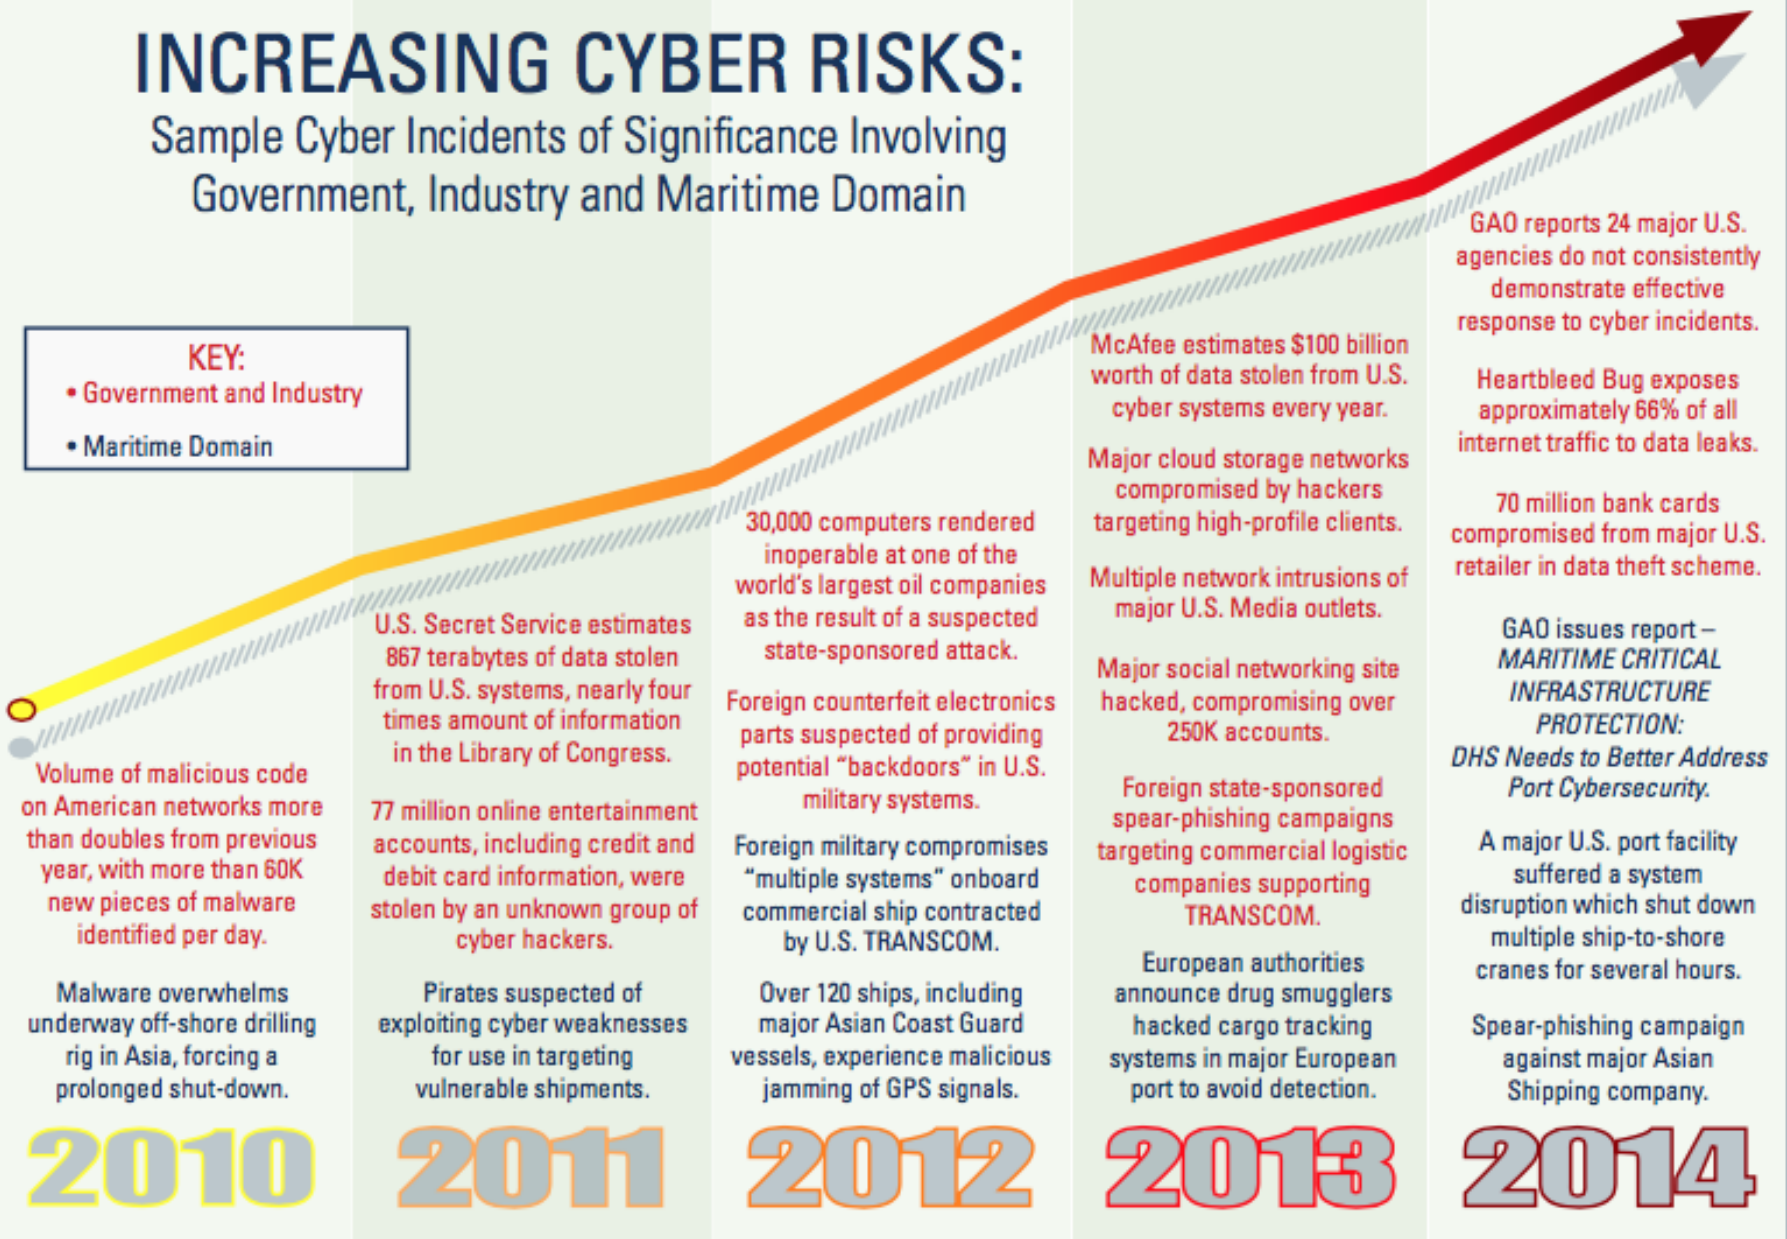 INCREASING CYBER RISKS:
Sample Cyber Incidents of Significance Involving
Government, Industry and Maritime Domain
KEY:
• Government and Industry
• Maritime Domain
Volume of malicious code
on American networks more
than doubles from previous
year, with more than 60K
new pieces of malware
identified per day.
Malware overwhelms
underway off-shore drilling
rig in Asia, forcing a
prolonged shut-down.
2010
U.S. Secret Service estimates
867 terabytes of data stolen
from U.S. systems, nearly four
times amount of information
in the Library of Congress.
77 million online entertainment
accounts, including credit and
debit card information, were
stolen by an unknown group of
cyber hackers.
Pirates suspected of
exploiting cyber weaknesses
for use in targeting
vulnerable shipments.
2011
30,000 computers rendered
inoperable at one of the
world's largest oil companies
as the result of a suspected
state-sponsored attack.
Foreign counterfeit electronics
parts suspected of providing
potential "backdoors" in U.S.
military systems.
Foreign military compromises
"multiple systems" onboard
commercial ship contracted
by U.S. TRANSCOM.
Over 120 ships, including
major Asian Coast Guard
vessels, experience malicious
jamming of GPS signals.
2012
McAfee estimates $100 billion
worth of data stolen from U.S.
cyber systems every year.
Major cloud storage networks
compromised by hackers
targeting high-profile clients.
Multiple network intrusions of
major U.S. Media outlets.
Major social networking site
hacked, compromising over
250K accounts.
Foreign state-sponsored
spear-phishing campaigns
targeting commercial logistic
companies supporting
TRANSCOM.
European authorities
announce drug smugglers
hacked cargo tracking
systems in major European
port to avoid detection.
2013
GAO reports 24 major U.S.
agencies do not consistently
demonstrate effective
response to cyber incidents.
Heartbleed Bug exposes
approximately 66% of all
internet traffic to data leaks.
70 million bank cards
compromised from major U.S.
retailer in data theft scheme.
GAO issues report –
MARITIME CRITICAL
INFRASTRUCTURE
PROTECTION:
DHS Needs to Better Address
Port Cybersecurity.
A major U.S. port facility
suffered a system
disruption which shut down
multiple ship-to-shore
cranes for several hours.
Spear-phishing campaign
against major Asian
Shipping company.
2014